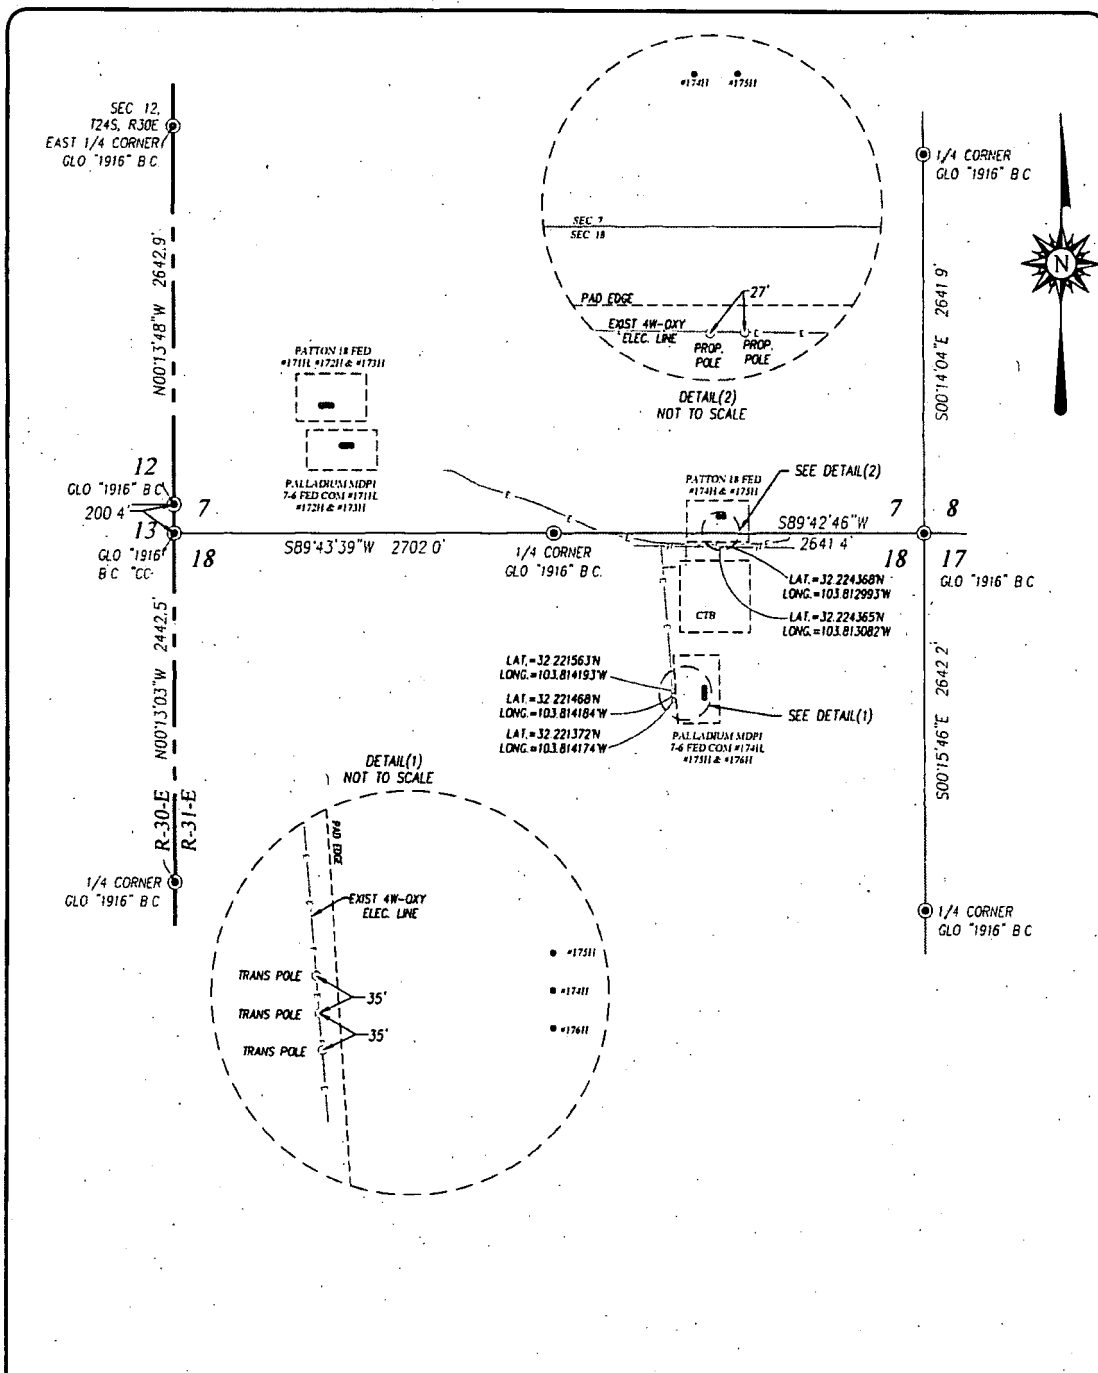 SEC 12,
T24S, R30E
EAST 1/4 CORNER
GLO "1916" B C
N00°13'48"W 2642.9'
#174H #175H
SEC 7
SEC 18
27'
PAD EDGE
EXIST 4W-OXY
ELEC. LINE
PROP.
POLE
PROP.
POLE
DETAIL(2)
NOT TO SCALE
1/4 CORNER
GLO "1916" B C
N
S00°14'04"E 2641 9'
PATTON 18 FED
#171H, #172H & #173H
PALLADIUM MDP1
7-6 FED COM #171H,
#172H & #173H
12
GLO "1916" B C
7
200 4'
13
GLO "1916"
B C "CC"
18
S89°43'39"W 2702 0'
1/4 CORNER
GLO "1916" B C.
PATTON 18 FED
#174H & #175H
SEE DETAIL(2)
S89°42'46"W
2641 4'
7
8
18
17
GLO "1916" B C
LAT.=32.224368°N
LONG.=103.812993°W
LAT.=32.224365°N
LONG.=103.813082°W
CTB
LAT.=32 221563°N
LONG.=103.814193°W
LAT.=32 221468°N
LONG.=103.814184°W
LAT.=32 221372°N
LONG.=103.814174°W
SEE DETAIL(1)
PALLADIUM MDP1
7-6 FED COM #174H,
#175H & #176H
S00°15'46"E 2642 2'
N00°13'03"W 2442.5'
R-30-E
R-31-E
1/4 CORNER
GLO "1916" B C
DETAIL(1)
NOT TO SCALE
PAD EDGE
EXIST 4W-OXY
ELEC. LINE
TRANS POLE
35'
TRANS POLE
35'
TRANS POLE
#175H
#174H
#176H
1/4 CORNER
GLO "1916" B C